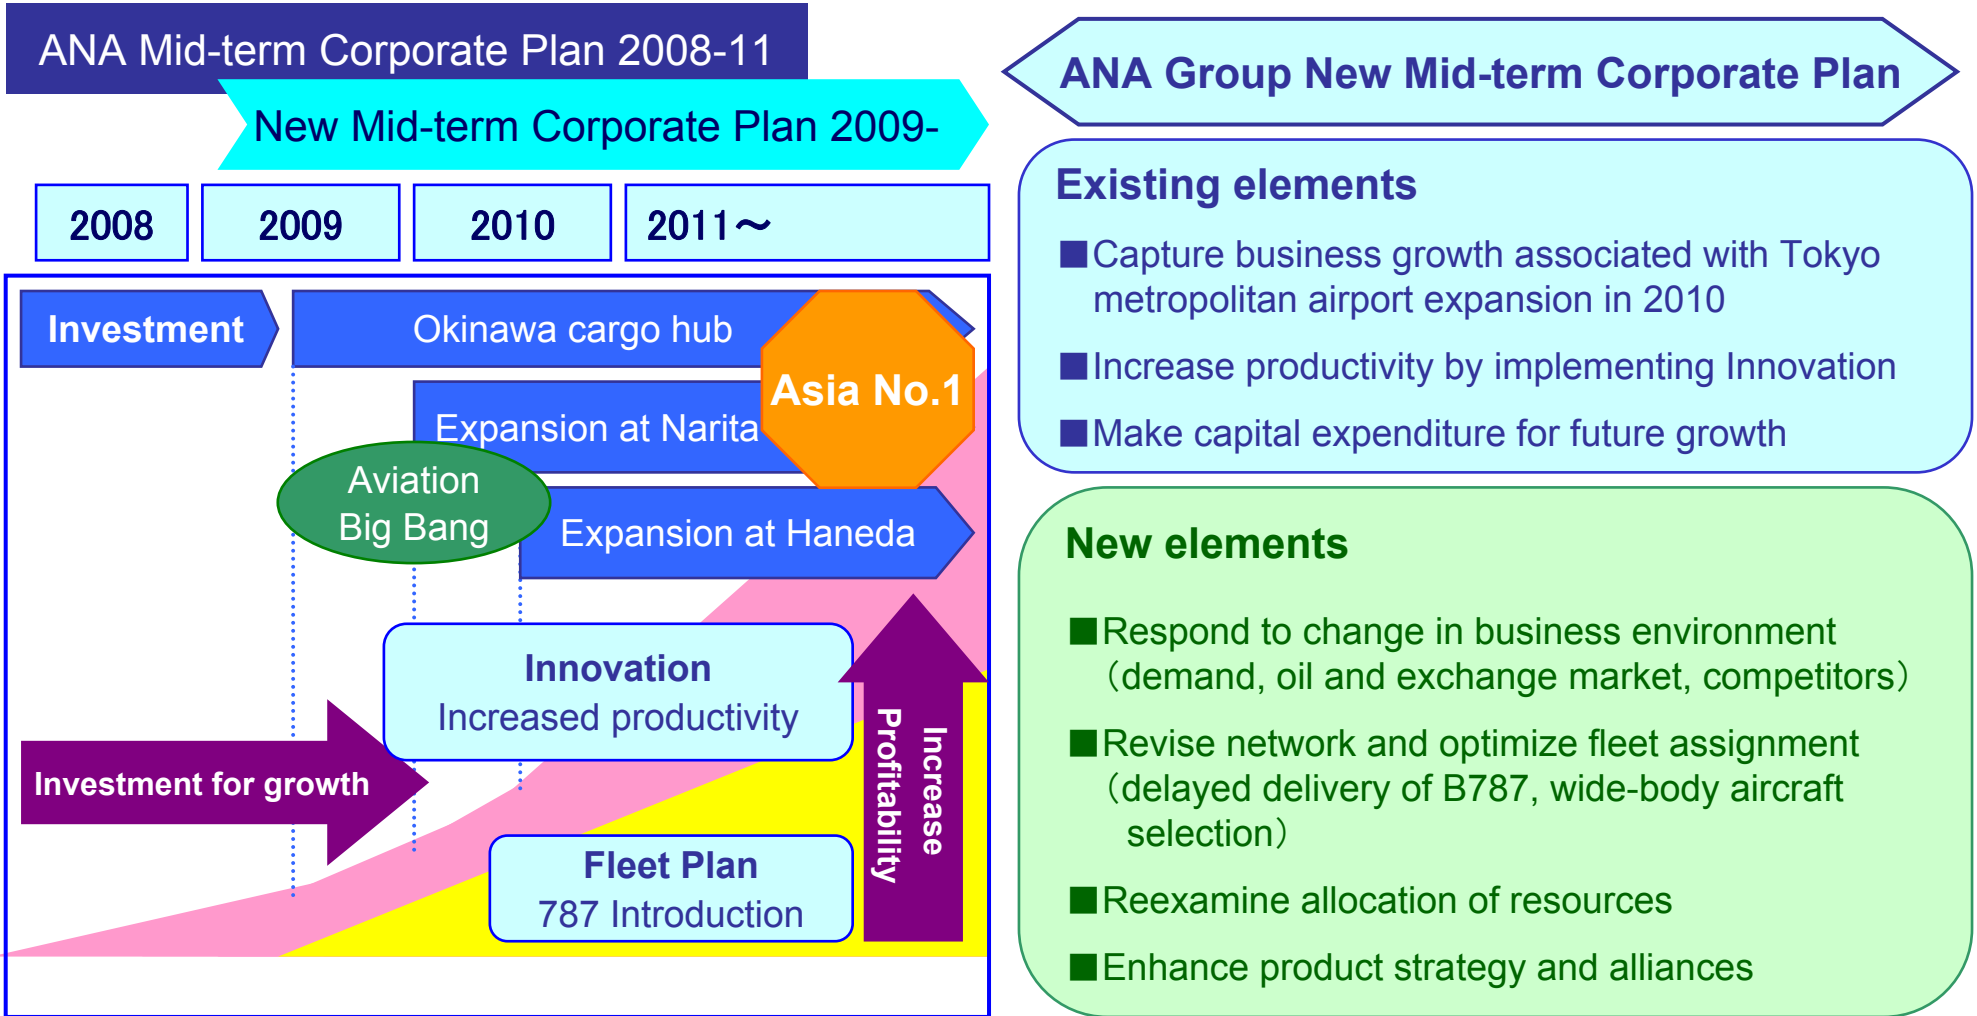 ANA Mid-term Corporate Plan 2008-11
New Mid-term Corporate Plan 2009-
2008
2009
2010
2011～
Investment
Okinawa cargo hub
Asia No.1
Expansion at Narita
Aviation
Big Bang
Expansion at Haneda
Innovation
Increased productivity
Investment for growth
Increase
Profitability
Fleet Plan
787 Introduction
ANA Group New Mid-term Corporate Plan
Existing elements
■Capture business growth associated with Tokyo
metropolitan airport expansion in 2010
■Increase productivity by implementing Innovation
■Make capital expenditure for future growth
New elements
■Respond to change in business environment
（demand, oil and exchange market, competitors）
■Revise network and optimize fleet assignment
（delayed delivery of B787, wide-body aircraft
selection）
■Reexamine allocation of resources
■Enhance product strategy and alliances